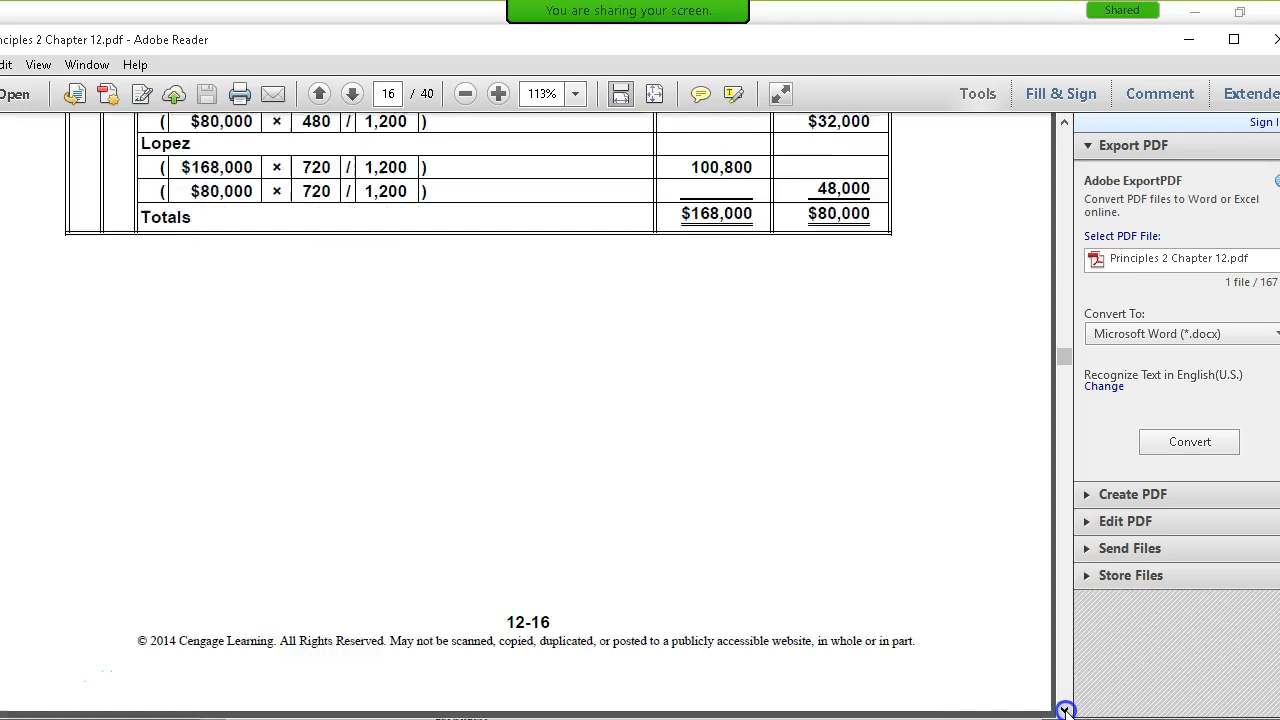 You are sharing your screen.
Shared
nciples 2 Chapter 12.pdf - Adobe Reader
dit View Window Help
Open
16 / 40
113%
Tools
Fill & Sign
Comment
Extende
( $80,000 × 480 / 1,200 ) $32,000
Lopez
( $168,000 × 720 / 1,200 ) 100,800
( $80,000 × 720 / 1,200 ) 48,000
Totals $168,000 $80,000
12-16
© 2014 Cengage Learning. All Rights Reserved. May not be scanned, copied, duplicated, or posted to a publicly accessible website, in whole or in part.
Sign I
Export PDF
Adobe ExportPDF
Convert PDF files to Word or Excel
online.
Select PDF File:
Principles 2 Chapter 12.pdf
1 file / 167
Convert To:
Microsoft Word (*.docx)
Recognize Text in English(U.S.)
Change
Convert
Create PDF
Edit PDF
Send Files
Store Files